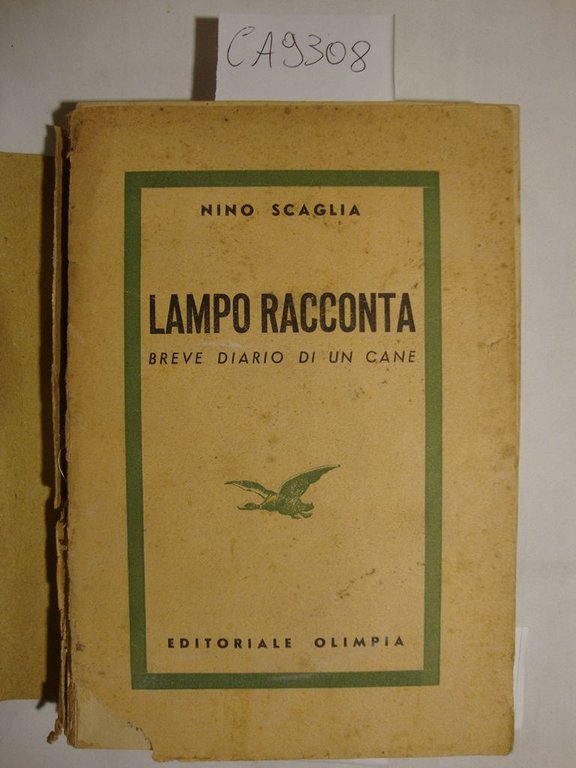 CA9308
NINO SCAGLIA
LAMPO RACCONTA
BREVE DIARIO DI UN CANE
EDITORIALE OLIMPIA